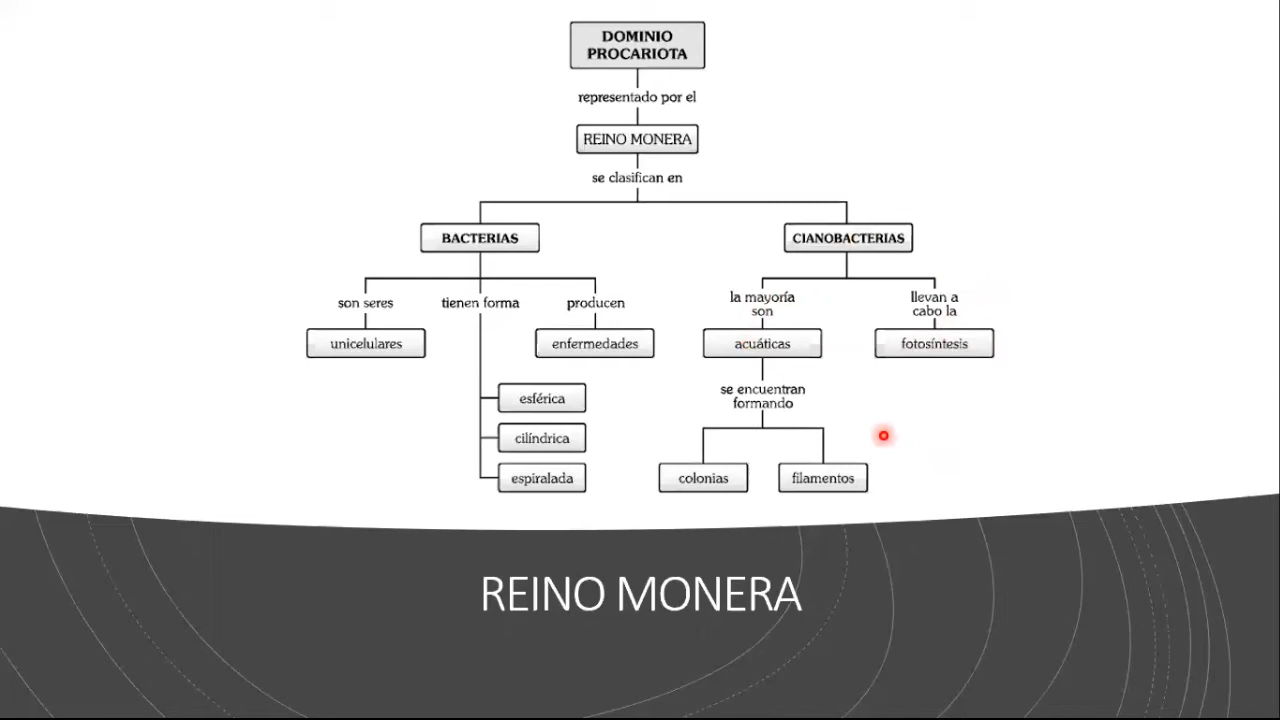 DOMINIO
PROCARIOTA
representado por el
REINO MONERA
se clasifican en
BACTERIAS
CIANOBACTERIAS
son seres
tienen forma
producen
la mayoría
son
llevan a
cabo la
unicelulares
enfermedades
acuáticas
fotosíntesis
esférica
cilíndrica
espiralada
se encuentran
formando
colonias
filamentos
REINO MONERA